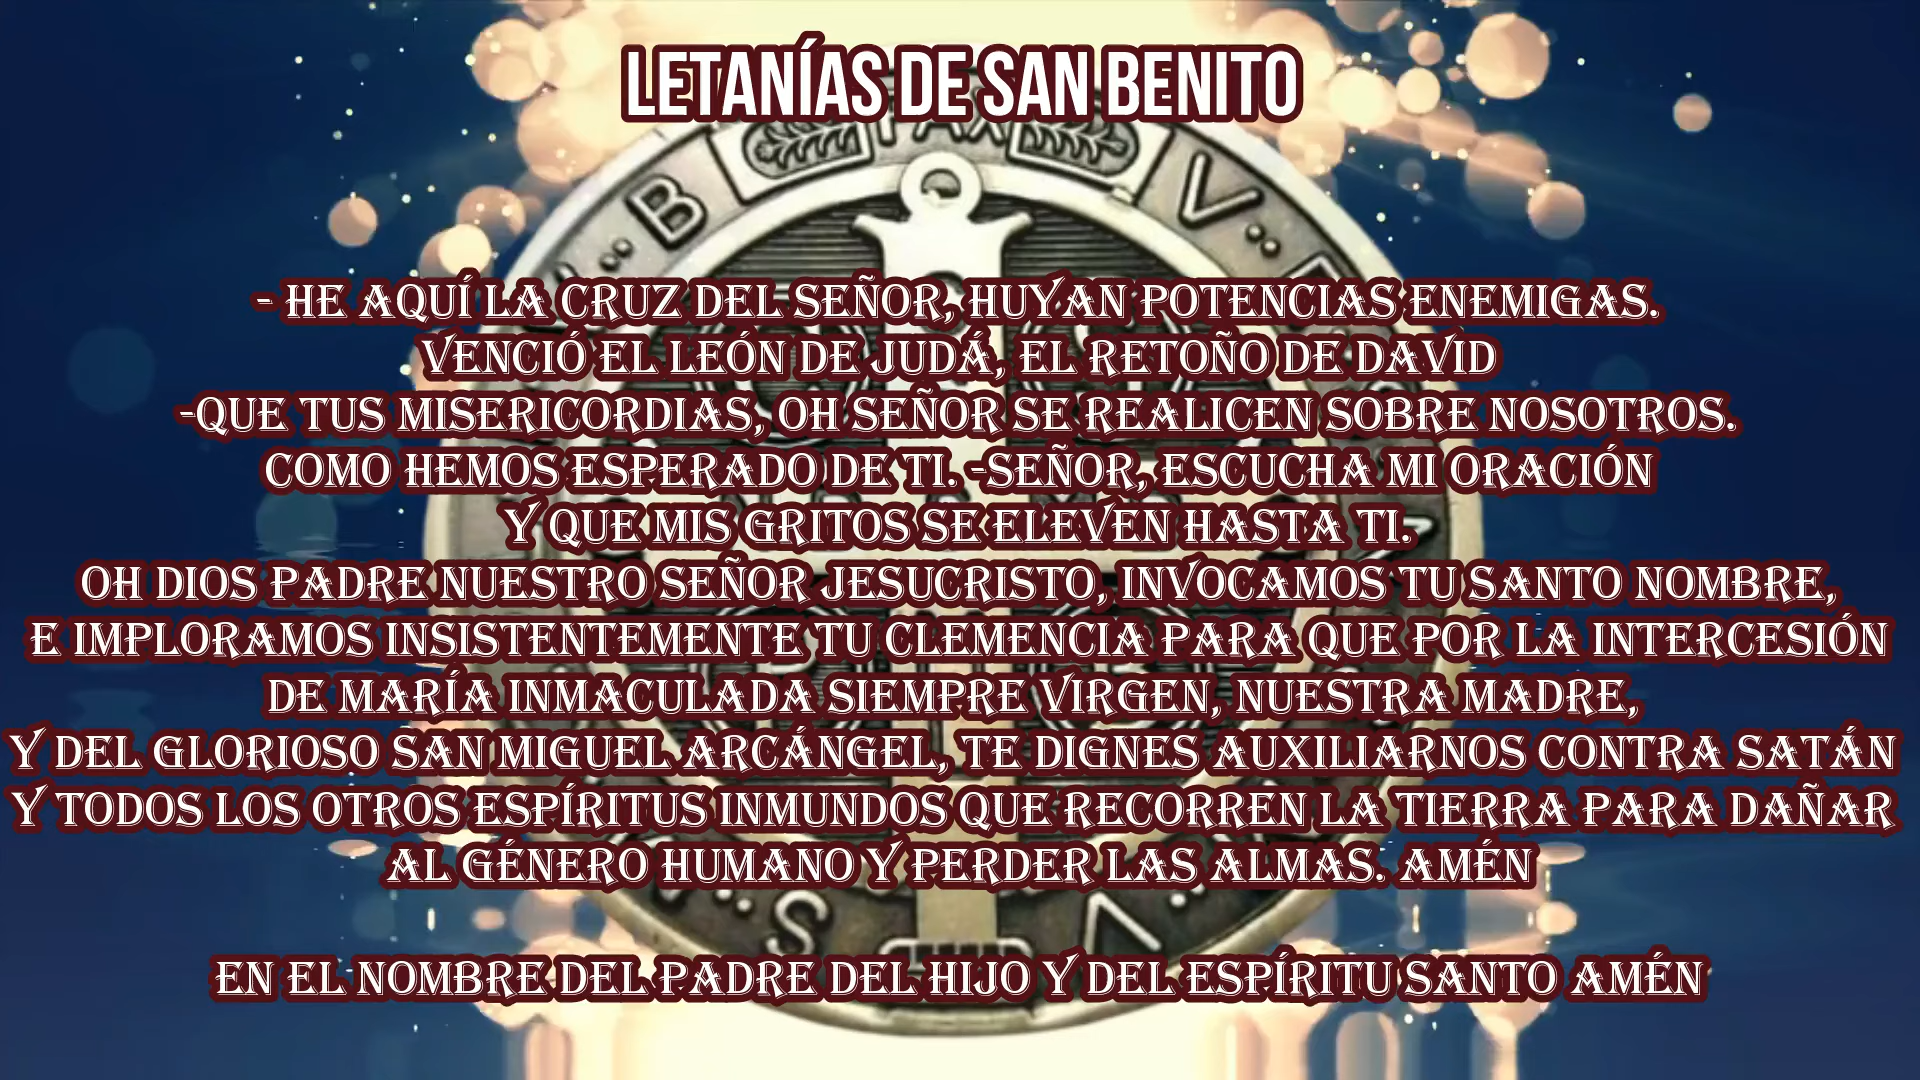 LETANÍAS DE SAN BENITO
PAX
B
V
- HE AQUÍ LA CRUZ DEL SEÑOR, HUYAN POTENCIAS ENEMIGAS.
VENCIÓ EL LEÓN DE JUDÁ, EL RETOÑO DE DAVID
-QUE TUS MISERICORDIAS, OH SEÑOR SE REALICEN SOBRE NOSOTROS.
COMO HEMOS ESPERADO DE TI. -SEÑOR, ESCUCHA MI ORACIÓN
Y QUE MIS GRITOS SE ELEVEN HASTA TI.
OH DIOS PADRE NUESTRO SEÑOR JESUCRISTO, INVOCAMOS TU SANTO NOMBRE,
E IMPLORAMOS INSISTENTEMENTE TU CLEMENCIA PARA QUE POR LA INTERCESIÓN
DE MARÍA INMACULADA SIEMPRE VIRGEN, NUESTRA MADRE,
Y DEL GLORIOSO SAN MIGUEL ARCÁNGEL, TE DIGNES AUXILIARNOS CONTRA SATÁN
Y TODOS LOS OTROS ESPÍRITUS INMUNDOS QUE RECORREN LA TIERRA PARA DAÑAR
AL GÉNERO HUMANO Y PERDER LAS ALMAS. AMÉN
S
V
EN EL NOMBRE DEL PADRE DEL HIJO Y DEL ESPÍRITU SANTO AMÉN